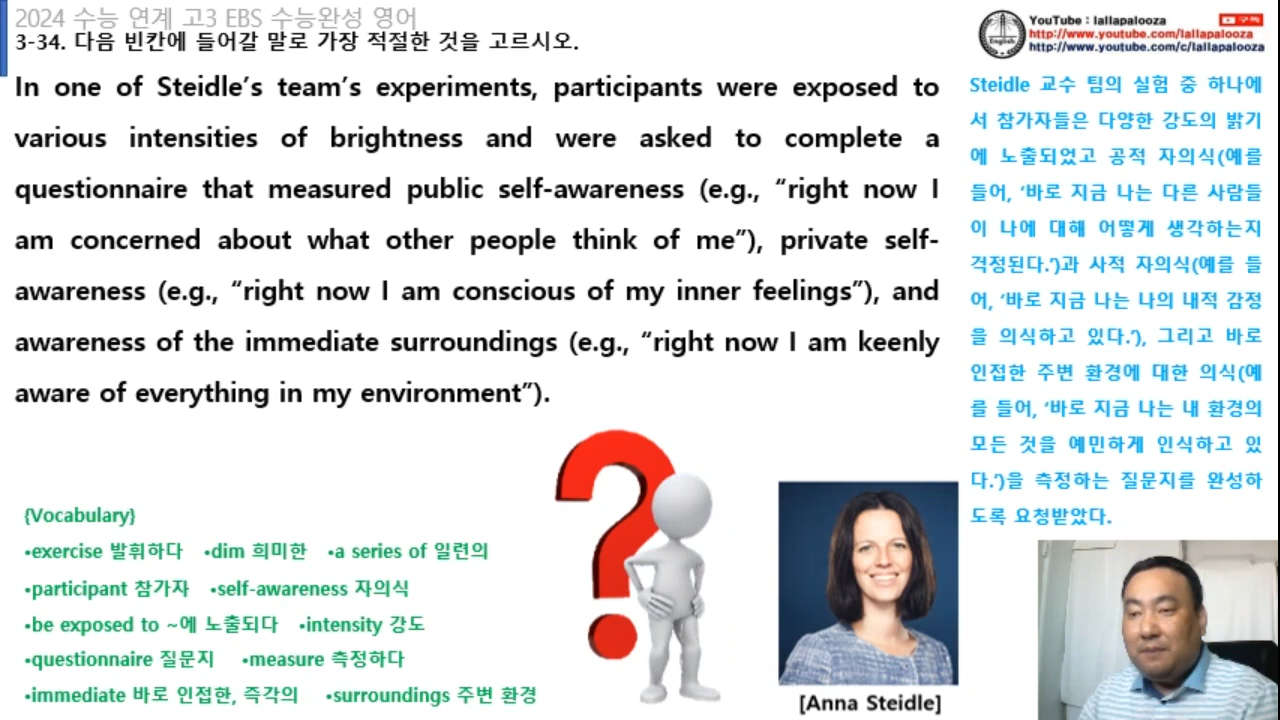 2024 수능 연계 고3 EBS 수능완성 영어
3-34. 다음 빈칸에 들어갈 말로 가장 적절한 것을 고르시오.
YouTube : lallapalooza
구독
http://www.youtube.com/lallapalooza
http://www.youtube.com/c/lallapalooza
English
In one of Steidle’s team’s experiments, participants were exposed to
various intensities of brightness and were asked to complete a
questionnaire that measured public self-awareness (e.g., “right now I
am concerned about what other people think of me”), private self-
awareness (e.g., “right now I am conscious of my inner feelings”), and
awareness of the immediate surroundings (e.g., “right now I am keenly
aware of everything in my environment”).
Steidle 교수 팀의 실험 중 하나에
서 참가자들은 다양한 강도의 밝기
에 노출되었고 공적 자의식(예를
들어, ‘바로 지금 나는 다른 사람들
이 나에 대해 어떻게 생각하는지
걱정된다.’)과 사적 자의식(예를 들
어, ‘바로 지금 나는 나의 내적 감정
을 의식하고 있다.’), 그리고 바로
인접한 주변 환경에 대한 의식(예
를 들어, ‘바로 지금 나는 내 환경의
모든 것을 예민하게 인식하고 있
다.’)을 측정하는 질문지를 완성하
도록 요청받았다.
{Vocabulary}
•exercise 발휘하다 •dim 희미한 •a series of 일련의
•participant 참가자 •self-awareness 자의식
•be exposed to ~에 노출되다 •intensity 강도
•questionnaire 질문지 •measure 측정하다
•immediate 바로 인접한, 즉각의 •surroundings 주변 환경
[Anna Steidle]